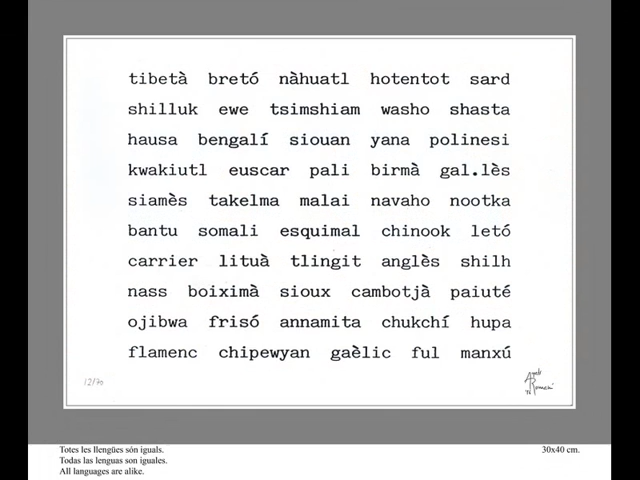 tibetà bretó nàhuatl hotentot sard
shilluk ewe tsimshiam washo shasta
hausa bengalí siouan yana polinesi
kwakiutl euscar pali birmà gal.lès
siamès takelma malai navaho nootka
bantu somali esquimal chinook letó
carrier lituà tlingit anglès shilh
nass boiximà sioux cambotjà paiuté
ojibwa frisó annamita chukchí hupa
flamenc chipewyan gaèlic ful manxú
12/70
Totes les llengües són iguals.
Todas las lenguas son iguales.
All languages are alike.
30x40 cm.